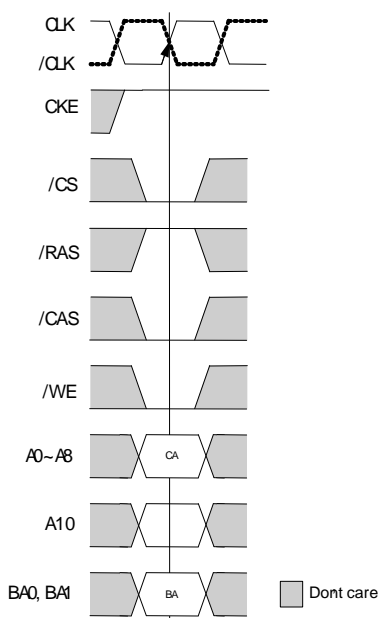 CLK
/CLK
CKE
/CS
/RAS
/CAS
/WE
A0~A8 CA
A10
BA0, BA1 BA Dont care